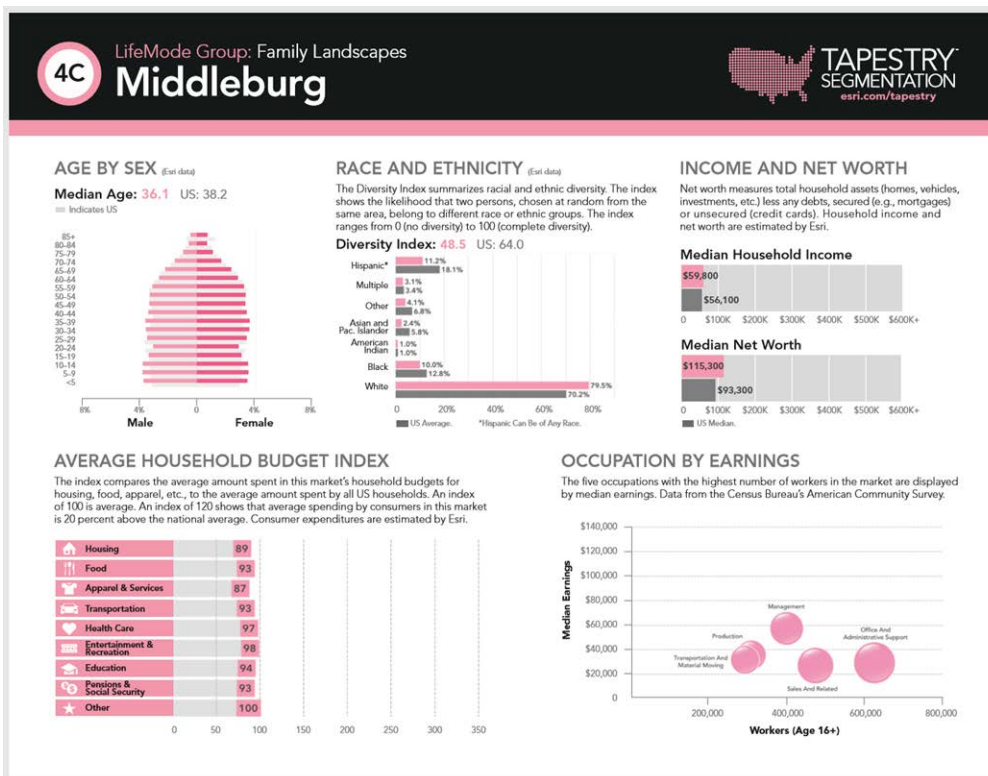 4C
LifeMode Group: Family Landscapes
Middleburg
TAPESTRY™
SEGMENTATION
esri.com/tapestry
AGE BY SEX (Esri data)
Median Age: 36.1 US: 38.2
Indicates US
85+
80–84
75–79
70–74
65–69
60–64
55–59
50–54
45–49
40–44
35–39
30–34
25–29
20–24
15–19
10–14
5–9
<5
8% 4% 0 4% 8%
Male Female
RACE AND ETHNICITY (Esri data)
The Diversity Index summarizes racial and ethnic diversity. The index
shows the likelihood that two persons, chosen at random from the
same area, belong to different race or ethnic groups. The index
ranges from 0 (no diversity) to 100 (complete diversity).
Diversity Index: 48.5 US: 64.0
Hispanic* 11.2%
18.1%
Multiple 3.1%
3.4%
Other 4.1%
6.8%
Asian and
Pac. Islander
2.4%
5.8%
American
Indian
1.0%
1.0%
Black 10.0%
12.8%
White 79.5%
70.2%
0 20% 40% 60% 80%
US Average. *Hispanic Can Be of Any Race.
INCOME AND NET WORTH
Net worth measures total household assets (homes, vehicles,
investments, etc.) less any debts, secured (e.g., mortgages)
or unsecured (credit cards). Household income and
net worth are estimated by Esri.
Median Household Income
$59,800
$56,100
0 $100K $200K $300K $400K $500K $600K+
Median Net Worth
$115,300
$93,300
0 $100K $200K $300K $400K $500K $600K+
US Median.
AVERAGE HOUSEHOLD BUDGET INDEX
The index compares the average amount spent in this market's household budgets for
housing, food, apparel, etc., to the average amount spent by all US households. An index
of 100 is average. An index of 120 shows that average spending by consumers in this market
is 20 percent above the national average. Consumer expenditures are estimated by Esri.
Housing 89
Food 93
Apparel & Services 87
Transportation 93
Health Care 97
Entertainment &
Recreation 98
Education 94
Pensions &
Social Security 93
Other 100
0 50 100 150 200 250 300 350
OCCUPATION BY EARNINGS
The five occupations with the highest number of workers in the market are displayed
by median earnings. Data from the Census Bureau's American Community Survey.
Median Earnings
$140,000
$120,000
$100,000
$80,000
$60,000
$40,000
$20,000
0
Management
Production
Office And
Administrative Support
Transportation And
Material Moving
Sales And Related
200,000 400,000 600,000 800,000
Workers (Age 16+)